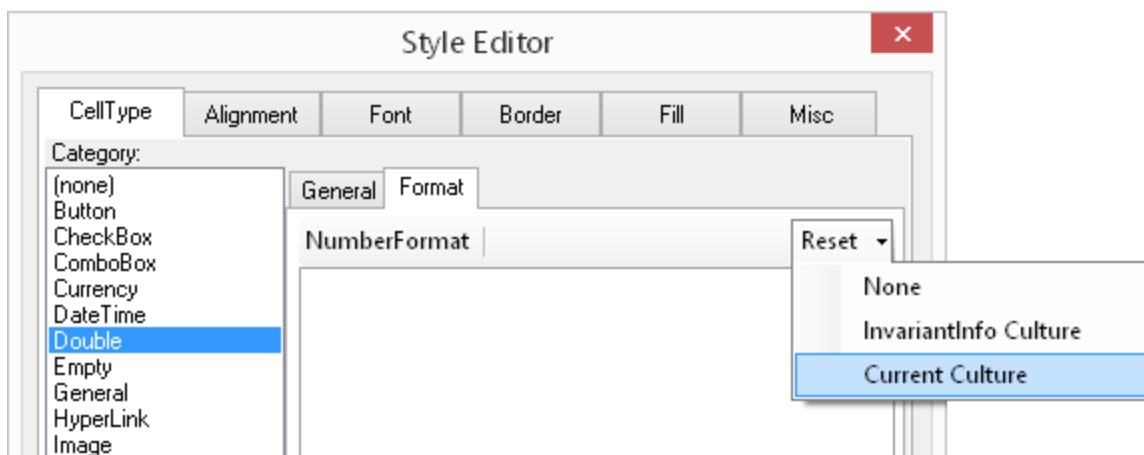 Style Editor
CellType Alignment Font Border Fill Misc
Category:
(none)
Button
CheckBox
ComboBox
Currency
DateTime
Double
Empty
General
HyperLink
Image
General Format
NumberFormat Reset
None
InvariantInfo Culture
Current Culture